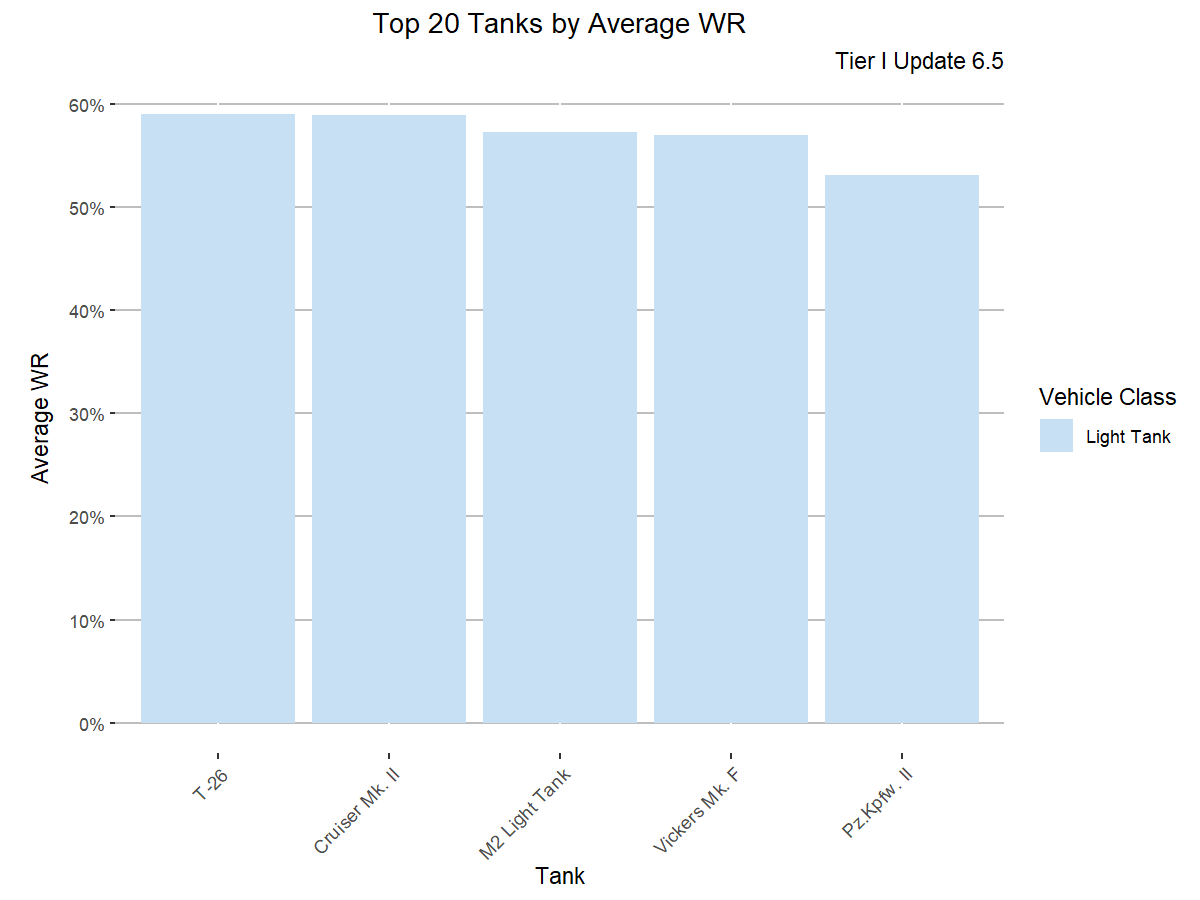 Top 20 Tanks by Average WR
Tier I Update 6.5
60%
50%
40%
30%
20%
10%
0%
Average WR
T-26
Cruiser Mk. II
M2 Light Tank
Vickers Mk. F
Pz.Kpfw. II
Tank
Vehicle Class
Light Tank